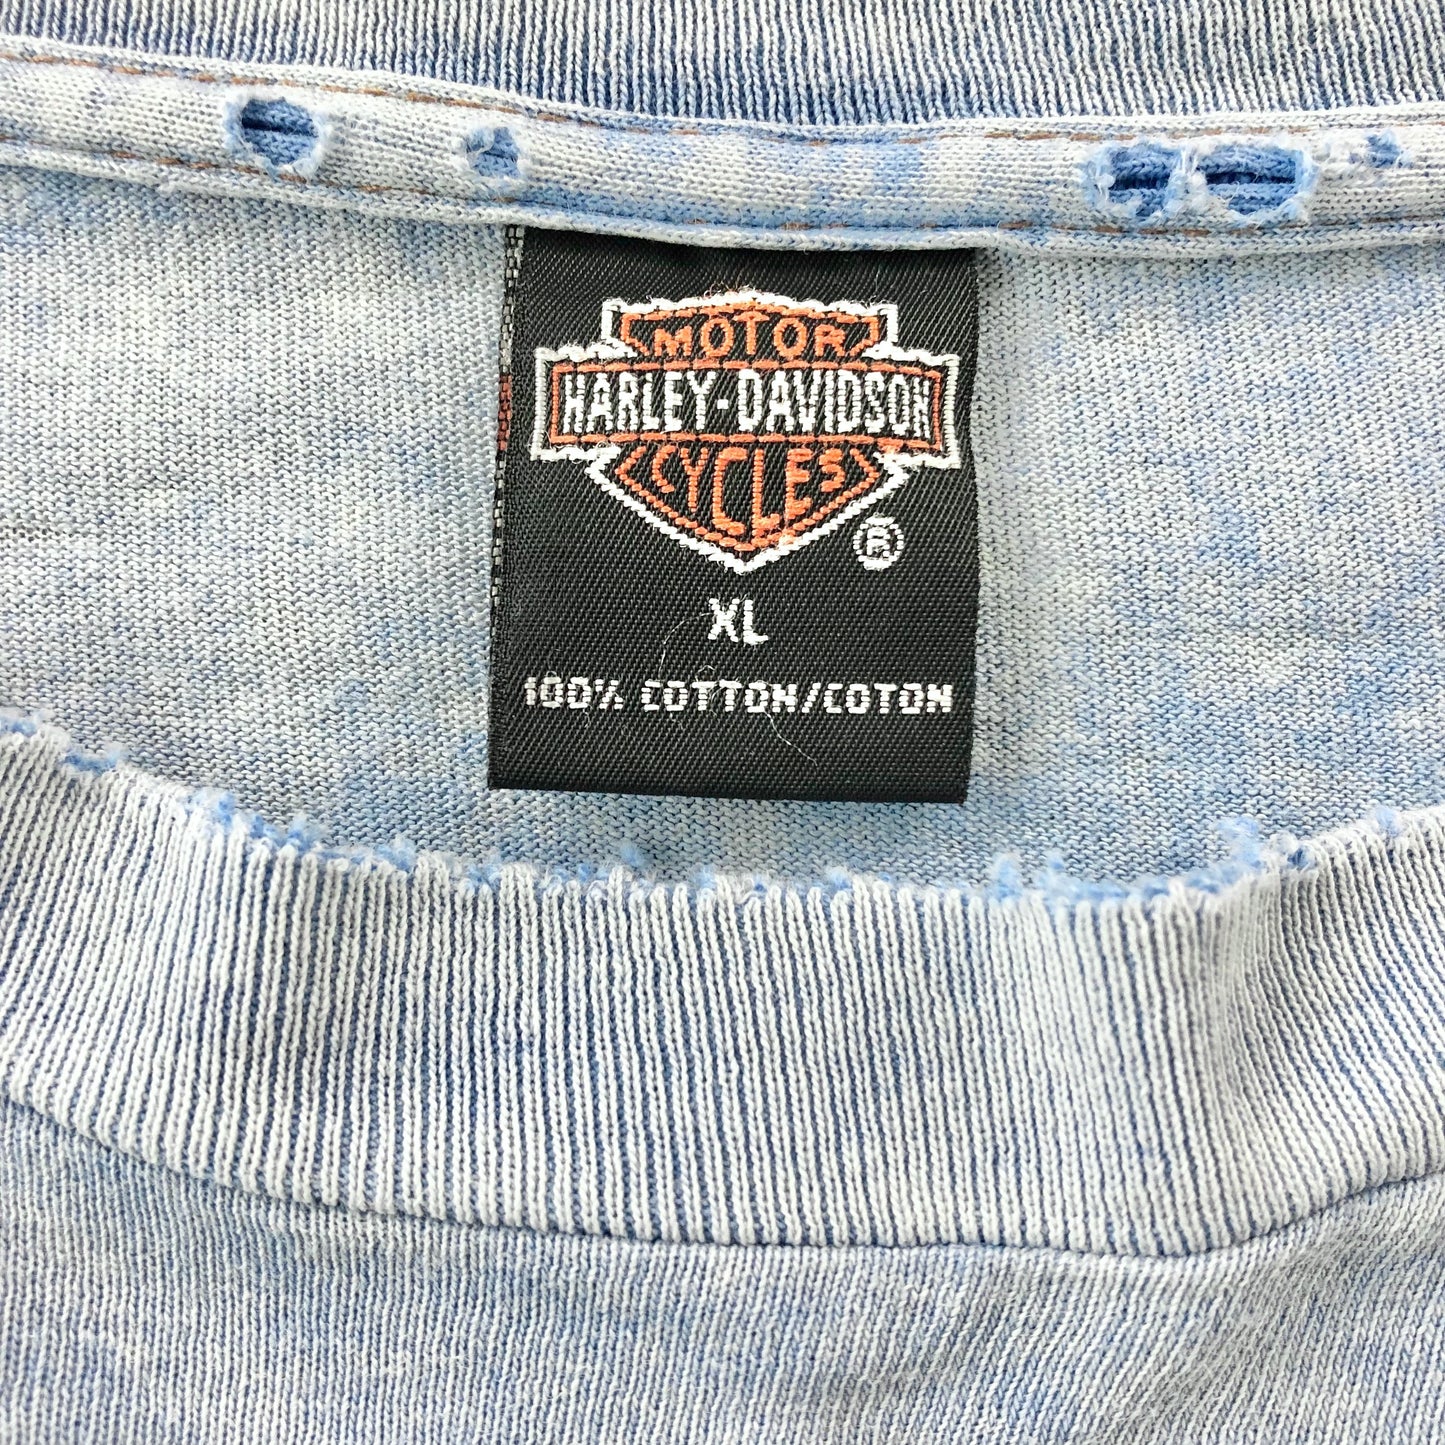 MOTOR
HARLEY-DAVIDSON
CYCLES
®
XL
100% COTTON/COTON